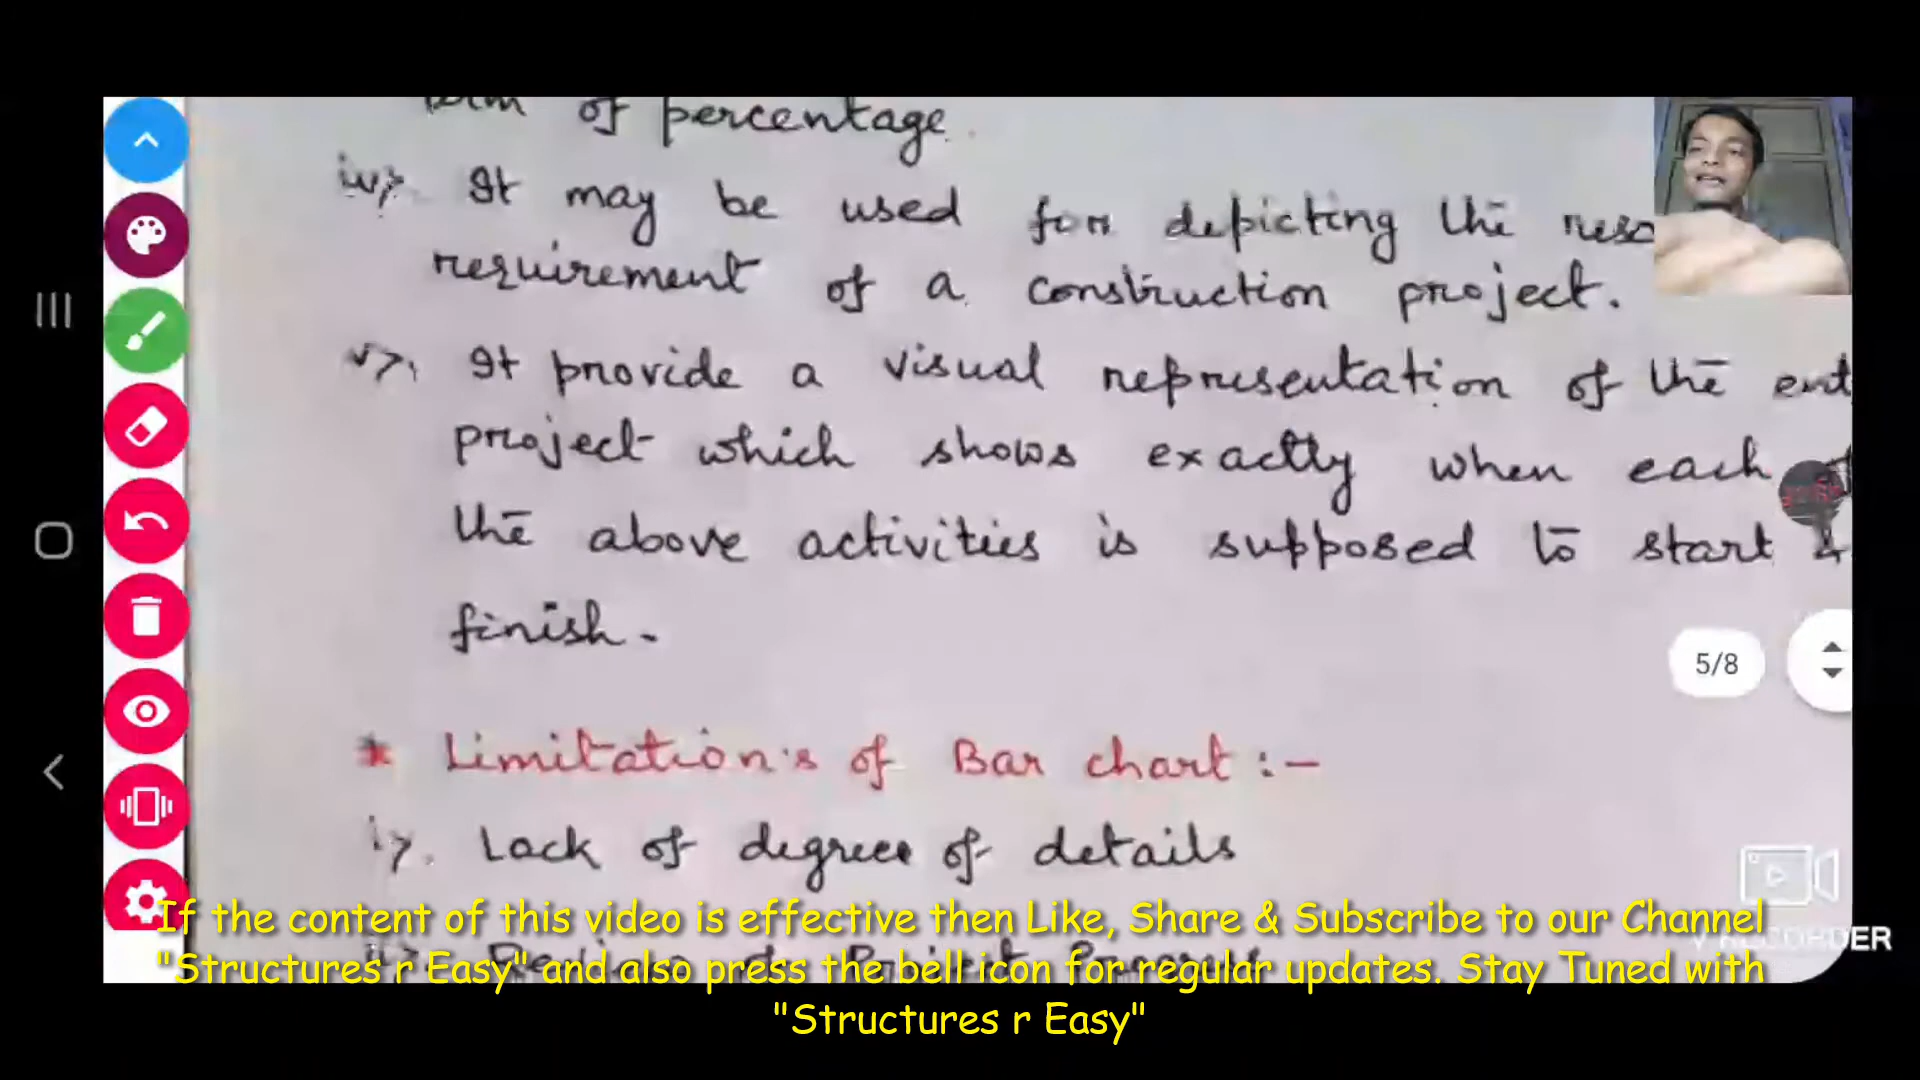 of percentage
iv>. It may be used for depicting the
requirement of a construction project.
v>. It provide a visual representation of the
project which shows exactly when each
the above activities is supposed to start &
finish.
* Limitation's of Bar chart :-
i>. Lack of degree of details
5/8
If the content of this video is effective then Like, Share & Subscribe to our Channel
"Structures r Easy" and also press the bell icon for regular updates. Stay Tuned with
"Structures r Easy"